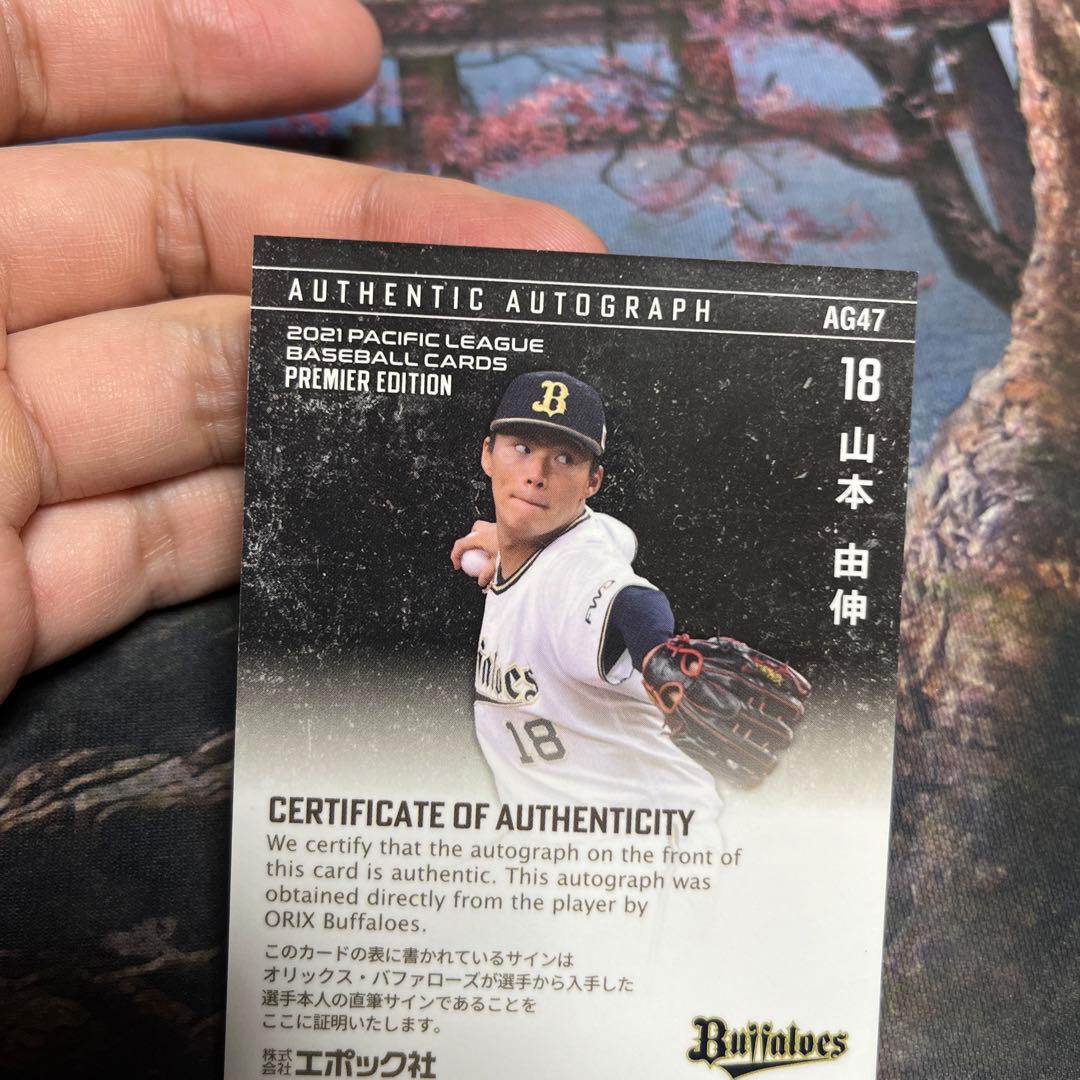 AUTHENTIC AUTOGRAPH
AG47
2021 PACIFIC LEAGUE
BASEBALL CARDS
PREMIER EDITION
18
山本 由伸
B
FWD
18
CERTIFICATE OF AUTHENTICITY
We certify that the autograph on the front of
this card is authentic. This autograph was
obtained directly from the player by
ORIX Buffaloes.
このカードの表に書かれているサインは
オリックス・バファローズが選手から入手した
選手本人の直筆サインであることを
ここに証明いたします。
株式会社エポック社
Buffaloes